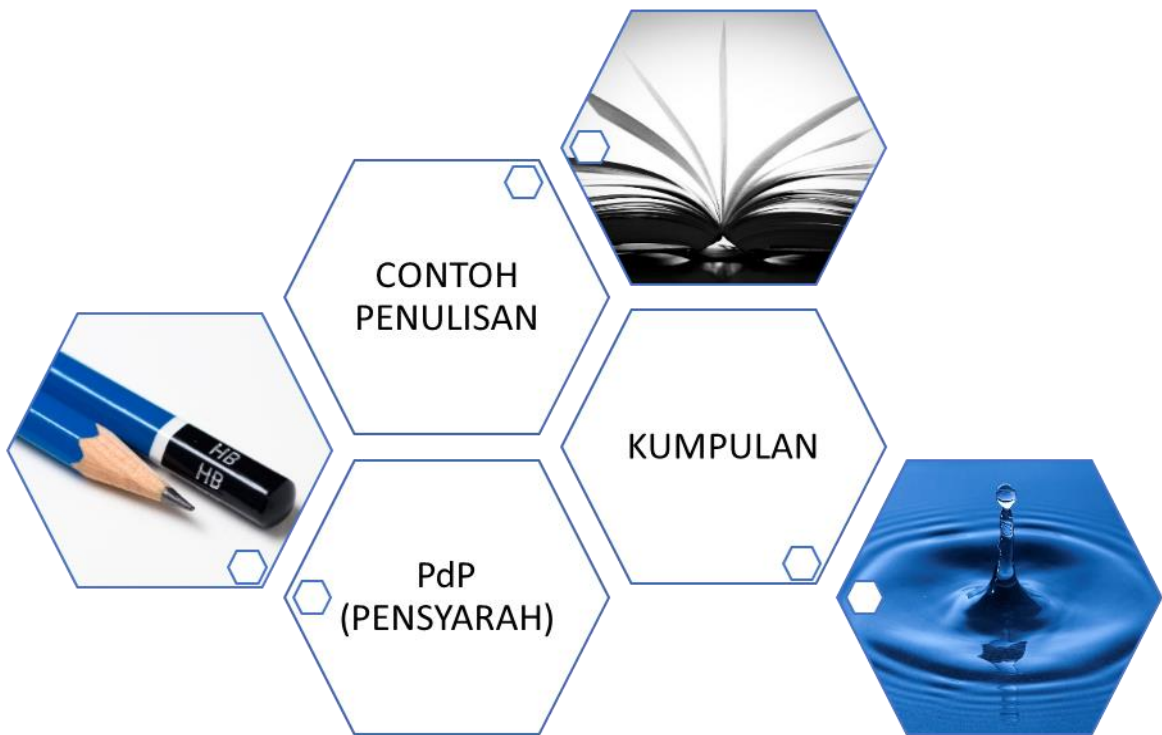 CONTOH
PENULISAN
KUMPULAN
HB
HB
PdP
(PENSYARAH)